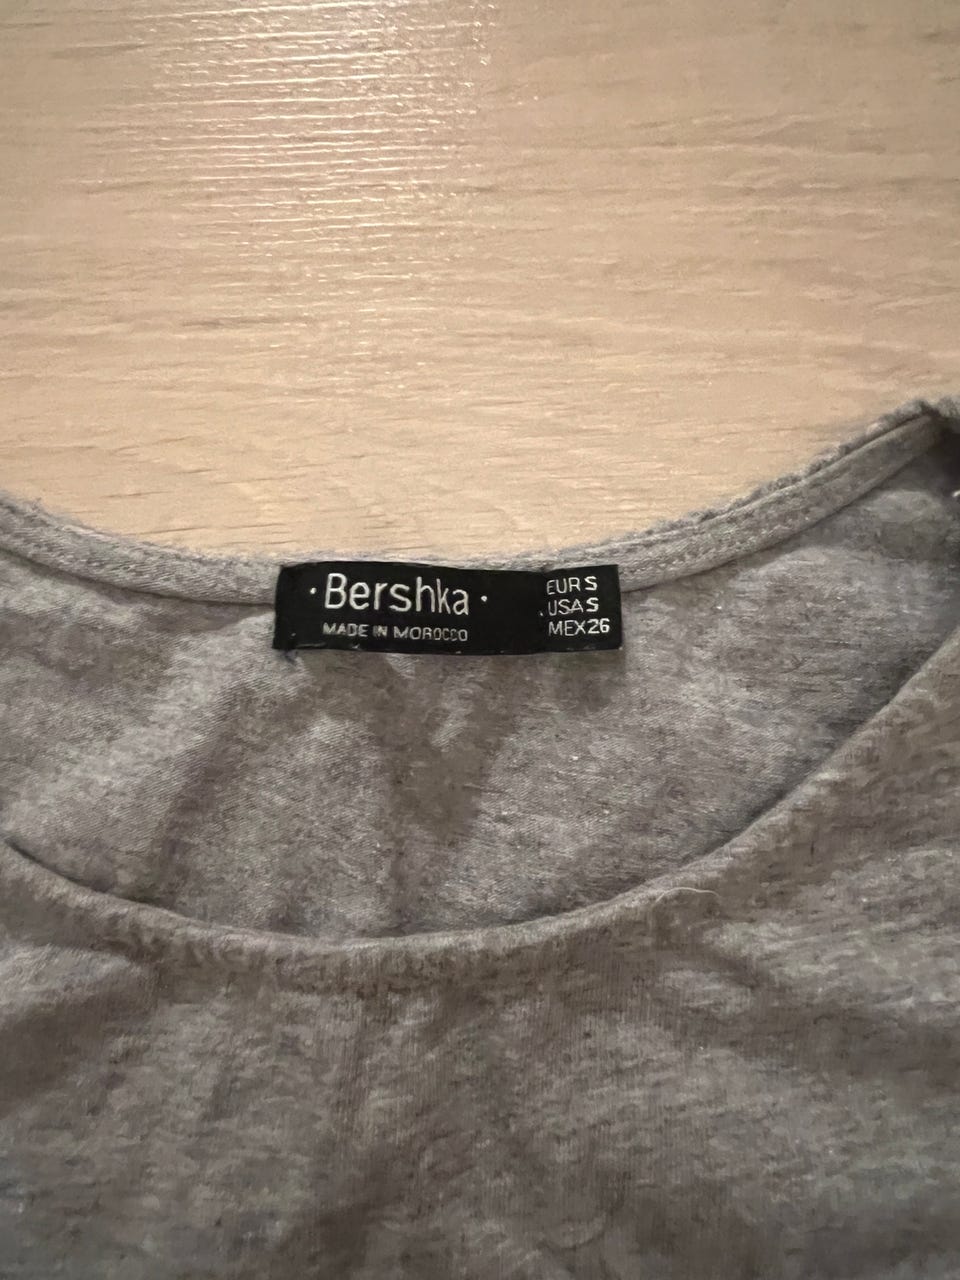 · Bershka ·
MADE IN MOROCCO
EUR S
USA S
MEX 26